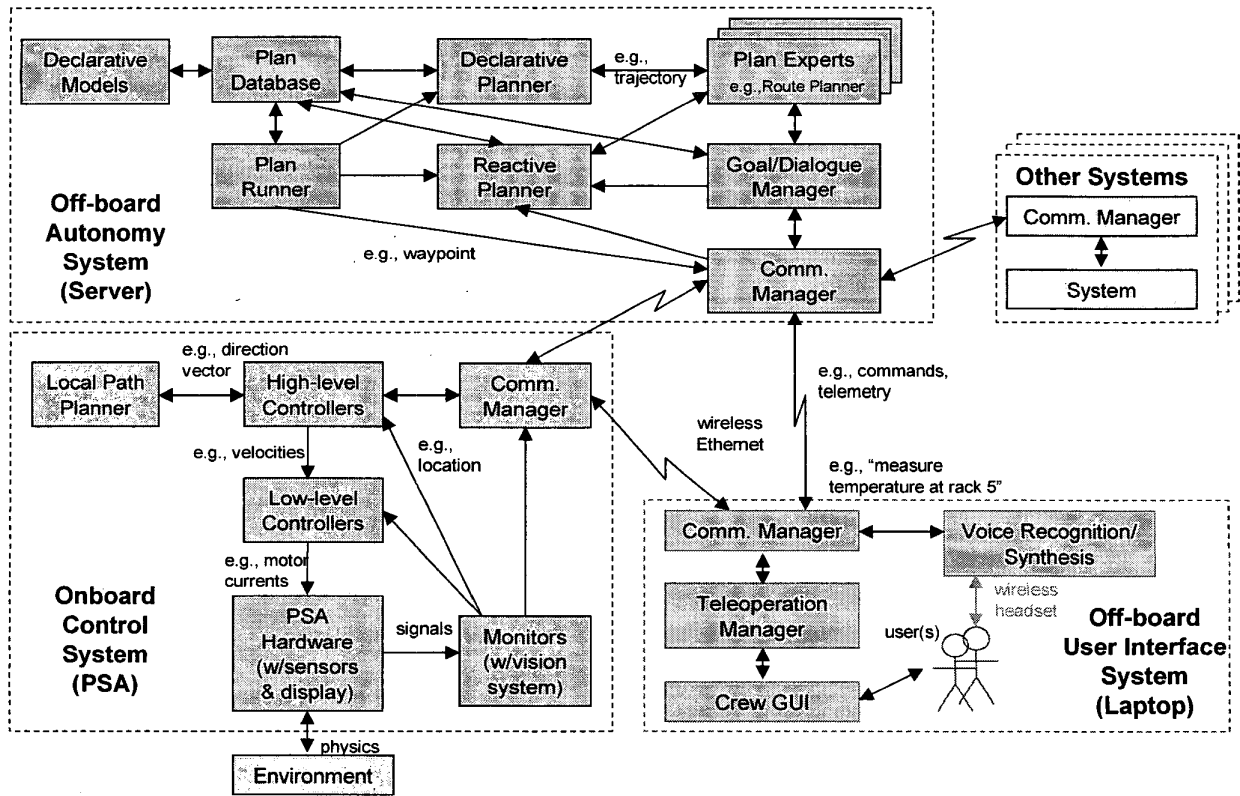 Declarative
Models
Plan
Database
Declarative
Planner
e.g.,
trajectory
Plan Experts
e.g.,Route Planner
Plan
Runner
Reactive
Planner
Goal/Dialogue
Manager
Off-board
Autonomy
System
(Server)
e.g., waypoint
Comm.
Manager
Other Systems
Comm. Manager
System
Local Path
Planner
e.g., direction
vector
High-level
Controllers
Comm.
Manager
e.g., velocities
e.g.,
location
Low-level
Controllers
e.g., motor
currents
Onboard
Control
System
(PSA)
PSA
Hardware
(w/sensors
& display)
signals
Monitors
(w/vision
system)
physics
Environment
e.g., commands,
telemetry
wireless
Ethernet
e.g., “measure
temperature at rack 5”
Comm. Manager
Voice Recognition/
Synthesis
Teleoperation
Manager
wireless
headset
user(s)
Crew GUI
Off-board
User Interface
System
(Laptop)